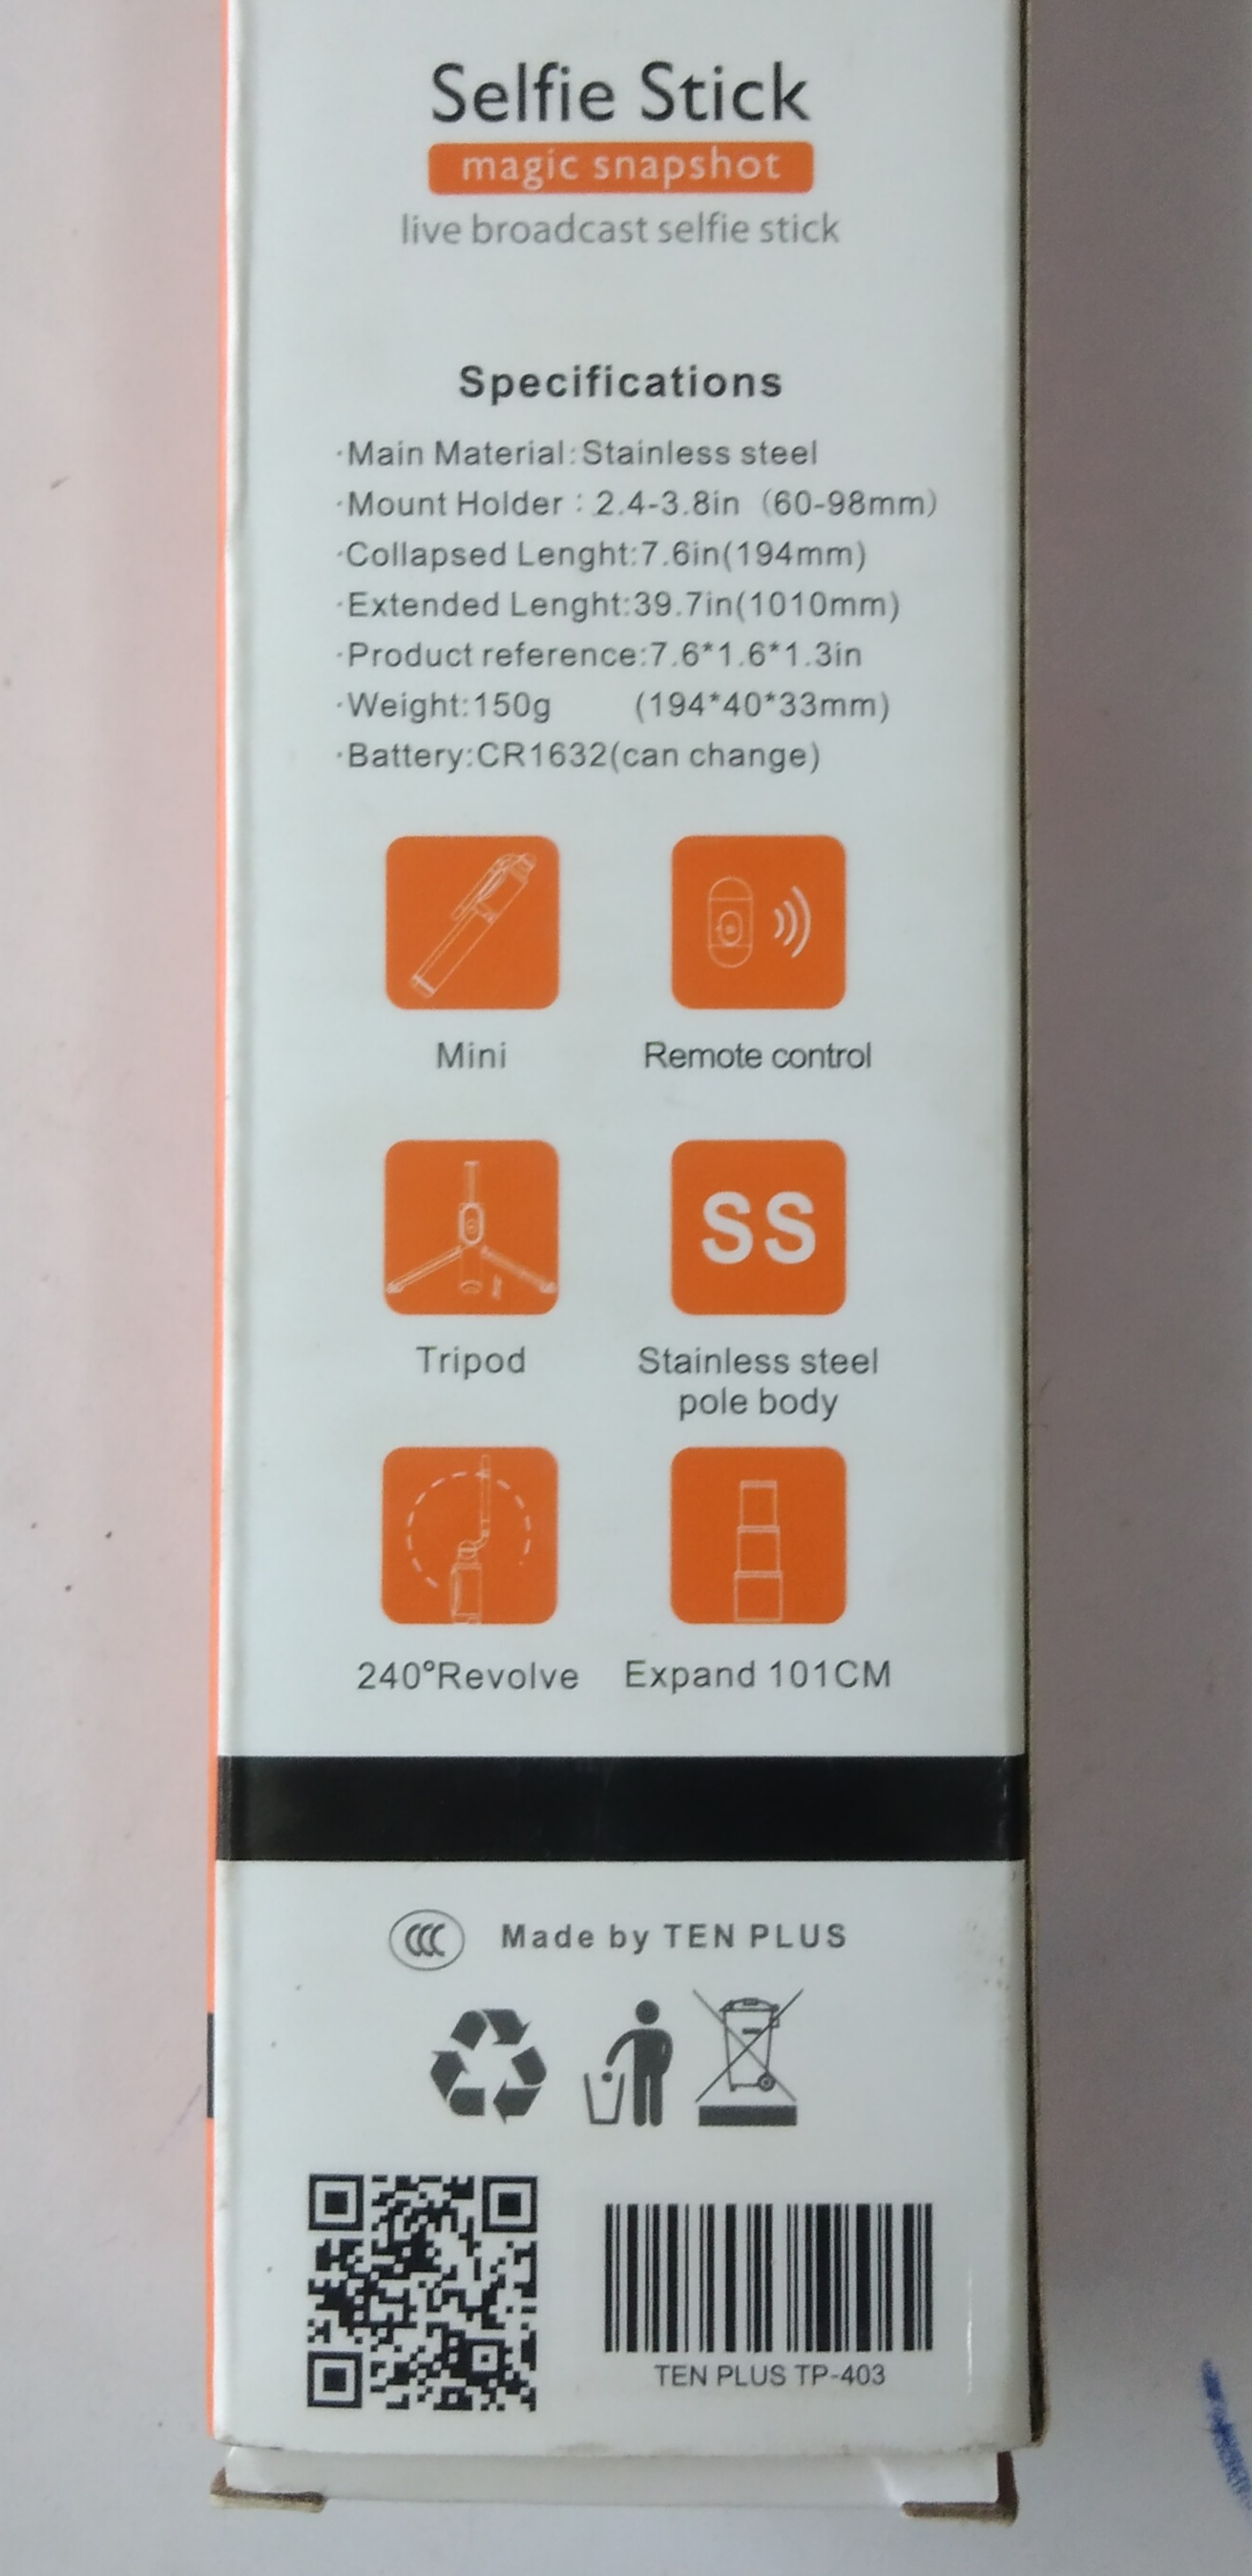 Selfie Stick
magic snapshot
live broadcast selfie stick
Specifications
·Main Material:Stainless steel
·Mount Holder : 2.4-3.8in (60-98mm)
·Collapsed Lenght:7.6in(194mm)
·Extended Lenght:39.7in(1010mm)
·Product reference:7.6*1.6*1.3in
·Weight:150g (194*40*33mm)
·Battery:CR1632(can change)
Mini Remote control
SS
Tripod Stainless steel
pole body
240°Revolve Expand 101CM
CCC Made by TEN PLUS
TEN PLUS TP-403